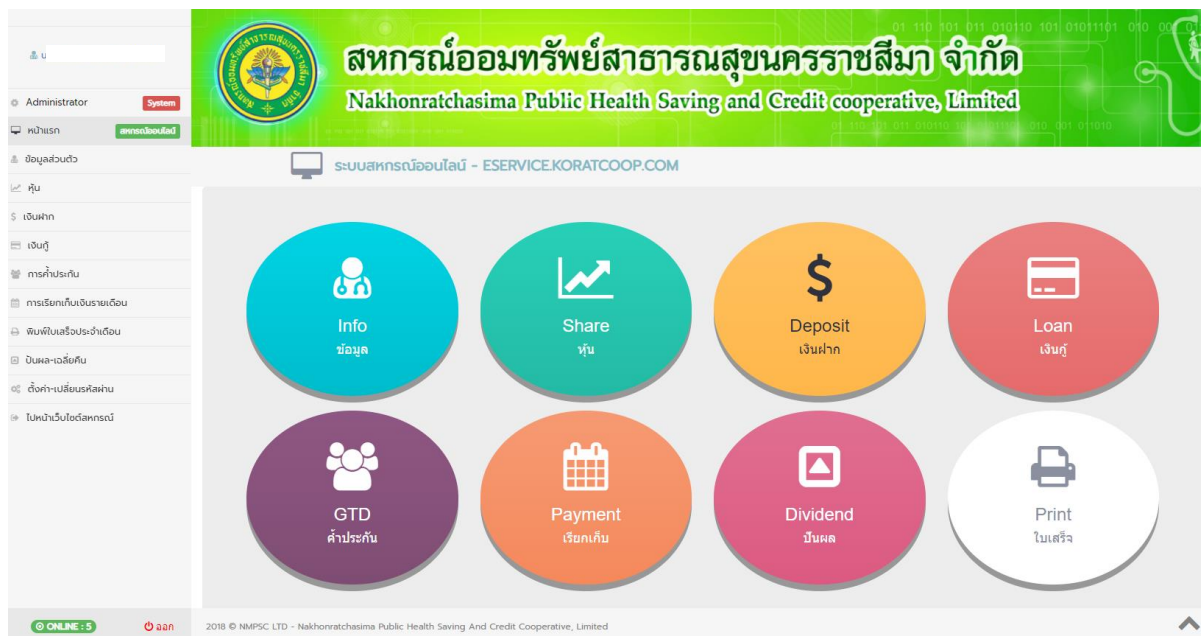 สหกรณ์ออมทรัพย์สาธารณสุขนครราชสีมา จำกัด
Nakhonratchasima Public Health Saving and Credit cooperative, Limited
Administrator System
หน้าแรก สหกรณ์ออนไลน์
ข้อมูลส่วนตัว
หุ้น
เงินฝาก
เงินกู้
การค้ำประกัน
การเรียกเก็บเงินรายเดือน
พิมพ์ใบเสร็จประจำเดือน
ปันผล-เฉลี่ยคืน
ตั้งค่า-เปลี่ยนรหัสผ่าน
ไปหน้าเว็บไซต์สหกรณ์
ONLINE : 5 ออก
ระบบสหกรณ์ออนไลน์ - ESERVICE.KORATCOOP.COM
Info
ข้อมูล
Share
หุ้น
Deposit
เงินฝาก
Loan
เงินกู้
GTD
ค้ำประกัน
Payment
เรียกเก็บ
Dividend
ปันผล
Print
ใบเสร็จ
2018 © NMPSC LTD - Nakhonratchasima Public Health Saving And Credit Cooperative, Limited